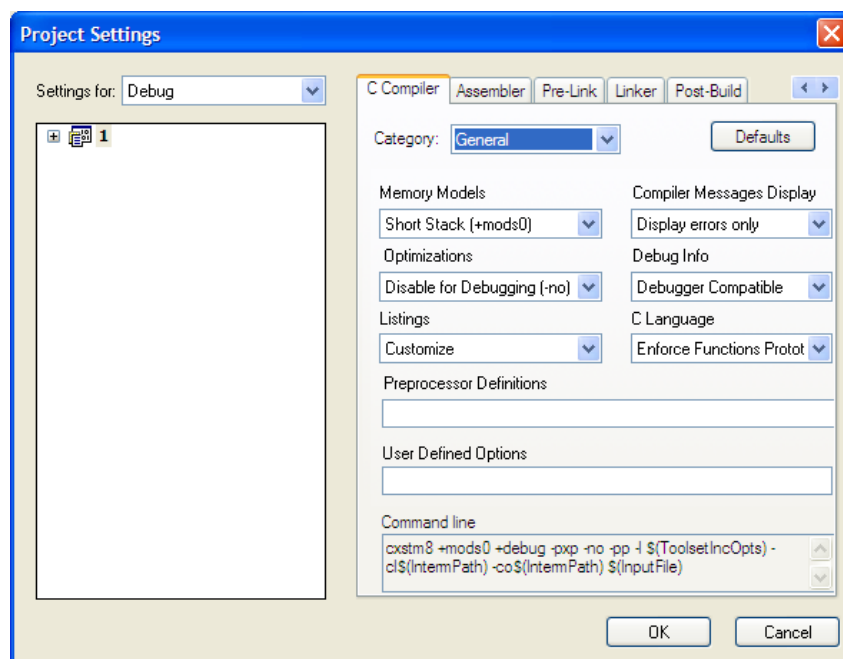 Project Settings
Settings for: Debug
1
C Compiler Assembler Pre-Link Linker Post-Build
Category: General Defaults
Memory Models Compiler Messages Display
Short Stack (+mods0) Display errors only
Optimizations Debug Info
Disable for Debugging (-no) Debugger Compatible
Listings C Language
Customize Enforce Functions Protot
Preprocessor Definitions
User Defined Options
Command line
cxstm8 +mods0 +debug -pxp -no -pp -l $(ToolsetIncOpts) -
cl$(IntermPath) -co$(IntermPath) $(InputFile)
OK Cancel